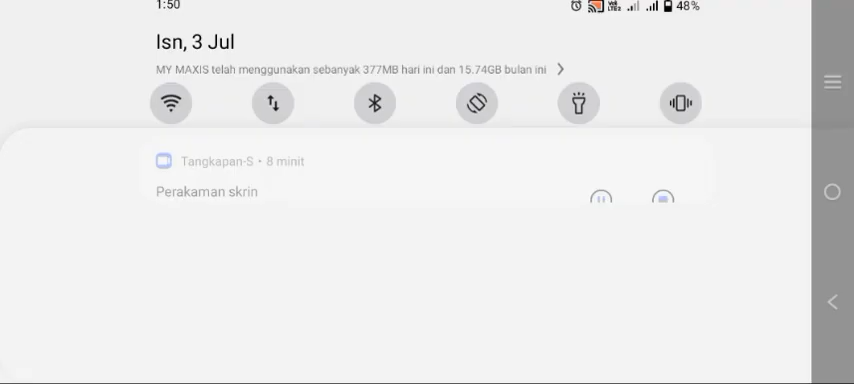 1:50
48%
Isn, 3 Jul
MY MAXIS telah menggunakan sebanyak 377MB hari ini dan 15.74GB bulan ini
Tangkapan-S • 8 minit
Perakaman skrin